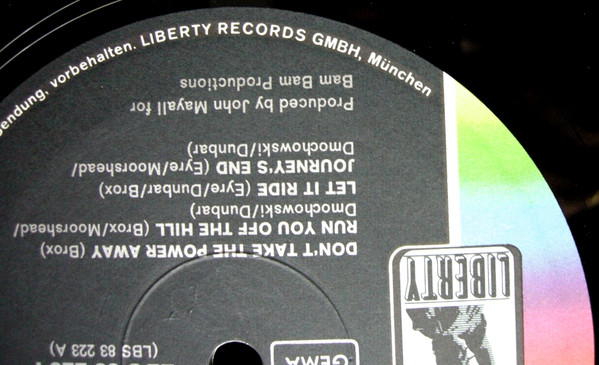 LIBERTY
GEMA
(LBS 83 223 A)
DON'T TAKE THE POWER AWAY (Brox)
RUN YOU OFF THE HILL (Brox/Moorshead/
Dmochowski/Dunbar)
LET IT RIDE (Eyre/Dunbar/Brox)
JOURNEY'S END (Eyre/Moorshead/
Dmochowski/Dunbar)
Produced by John Mayall for
Bam Bam Productions
sendung, vorbehalten. LIBERTY RECORDS GMBH, München